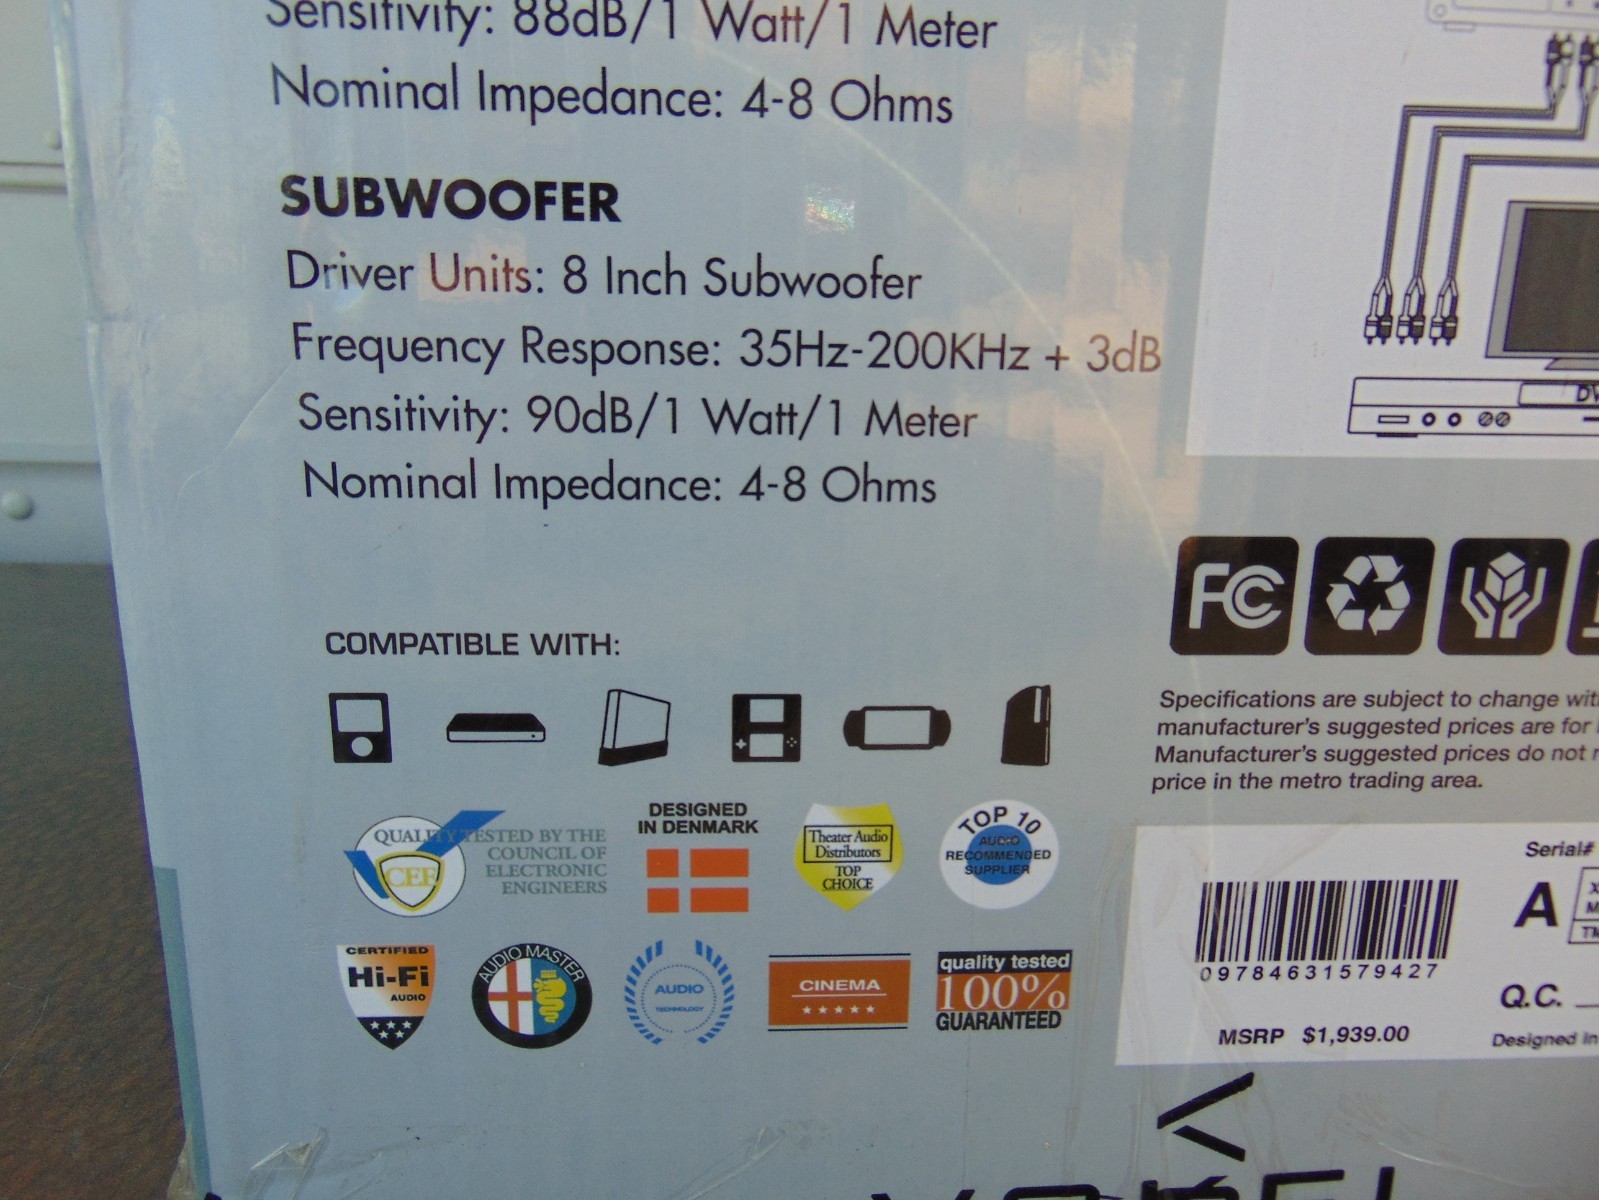 Sensitivity: 88dB/1 Watt/1 Meter
Nominal Impedance: 4-8 Ohms
SUBWOOFER
Driver Units: 8 Inch Subwoofer
Frequency Response: 35Hz-200KHz + 3dB
Sensitivity: 90dB/1 Watt/1 Meter
Nominal Impedance: 4-8 Ohms
COMPATIBLE WITH:
QUALITY TESTED BY THE
COUNCIL OF
ELECTRONIC
ENGINEERS
CEE
DESIGNED
IN DENMARK
Theater Audio
Distributors
TOP
CHOICE
TOP 10
AUDIO
RECOMMENDED
SUPPLIER
CERTIFIED
Hi-Fi
AUDIO
AUDIO MASTER
AUDIO
TECHNOLOGY
CINEMA
quality tested
100%
GUARANTEED
FC
Specifications are subject to change
manufacturer's suggested prices are for
Manufacturer's suggested prices do not
price in the metro trading area.
Serial#
A
09784631579427
Q.C.
MSRP $1,939.00
Designed in